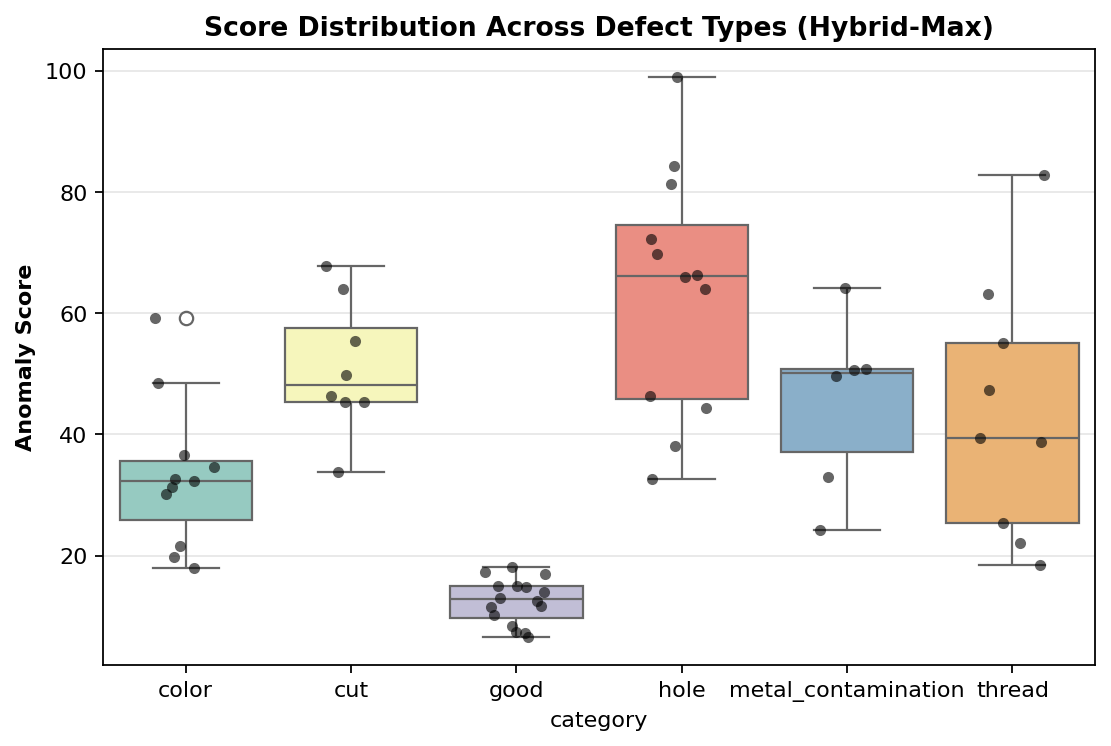 Score Distribution Across Defect Types (Hybrid-Max)
100
80
60
40
20
Anomaly Score
color cut good hole metal_contamination thread
category